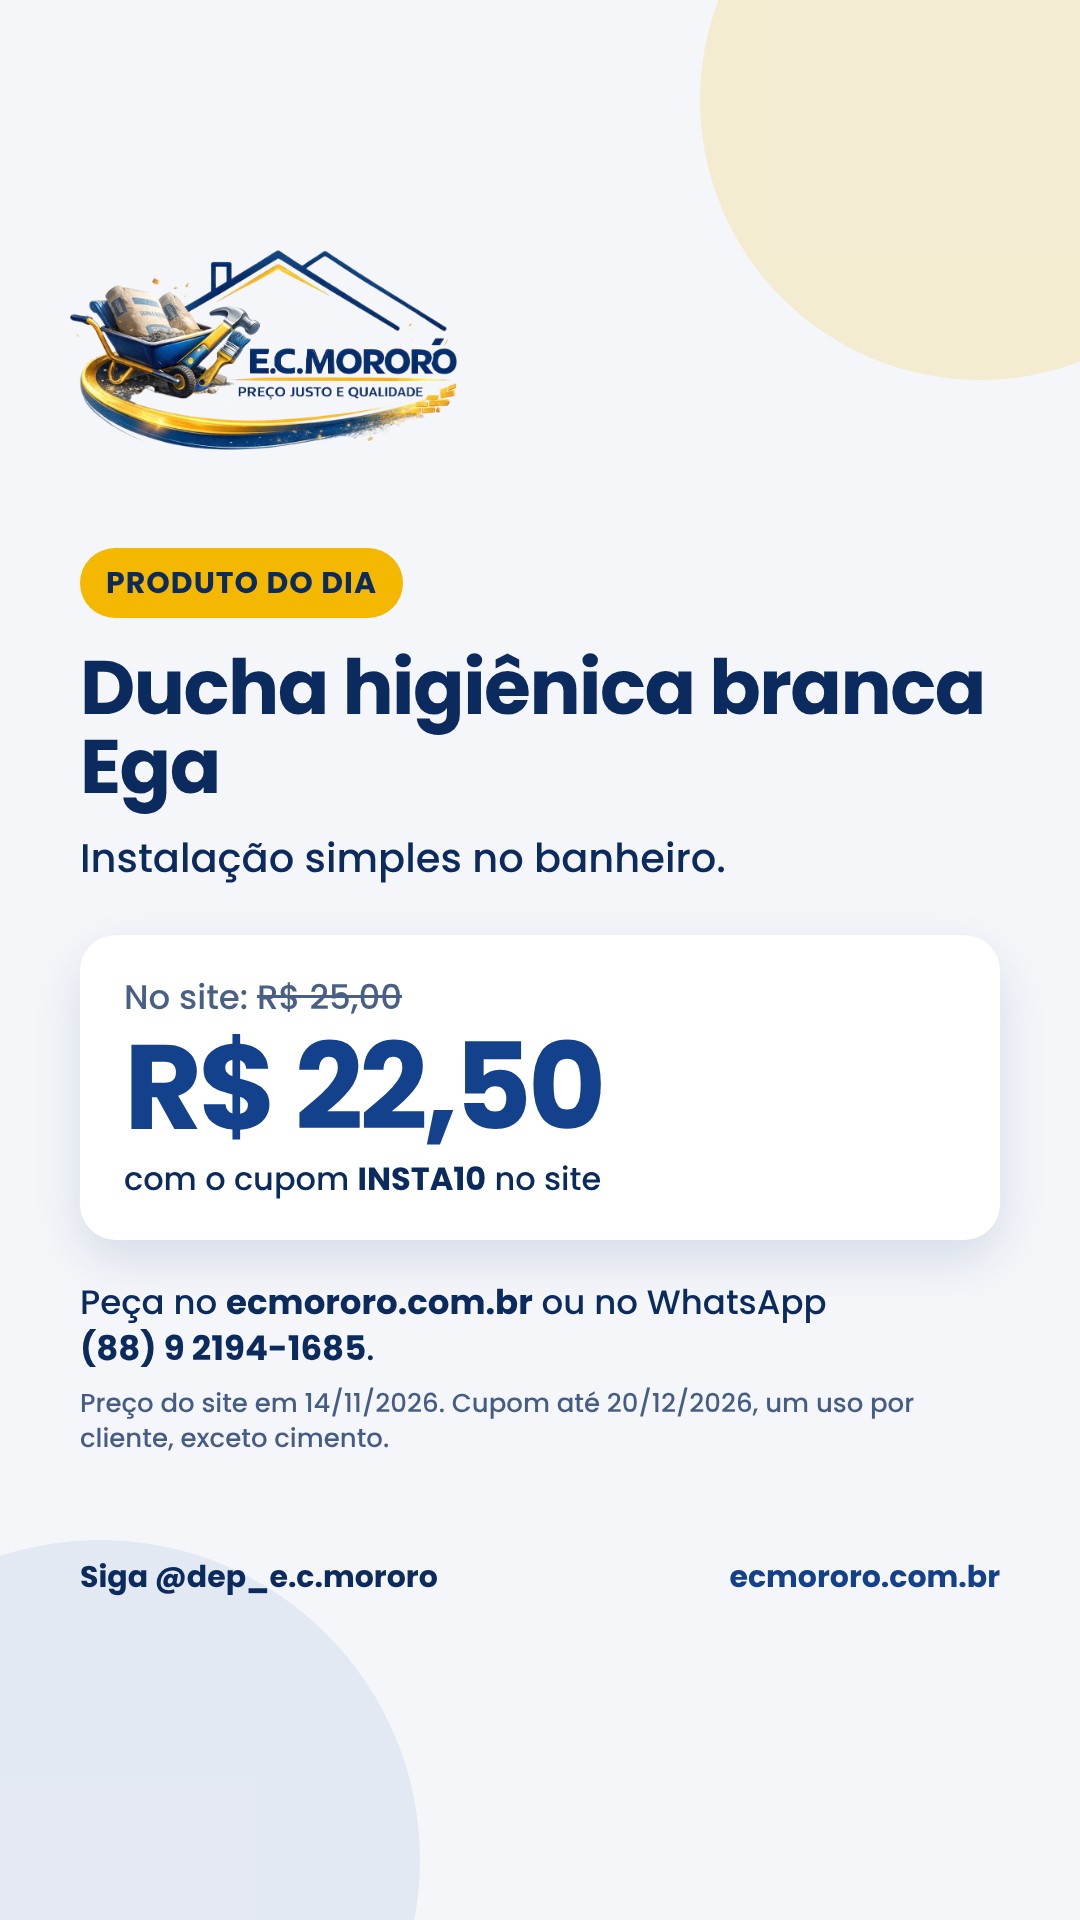 E.C.MORORÓ
PREÇO JUSTO E QUALIDADE
PRODUTO DO DIA
Ducha higiênica branca
Ega
Instalação simples no banheiro.
No site: R$ 25,00
R$ 22,50
com o cupom INSTA10 no site
Peça no ecmororo.com.br ou no WhatsApp
(88) 9 2194-1685.
Preço do site em 14/11/2026. Cupom até 20/12/2026, um uso por
cliente, exceto cimento.
Siga @dep_e.c.mororo
ecmororo.com.br